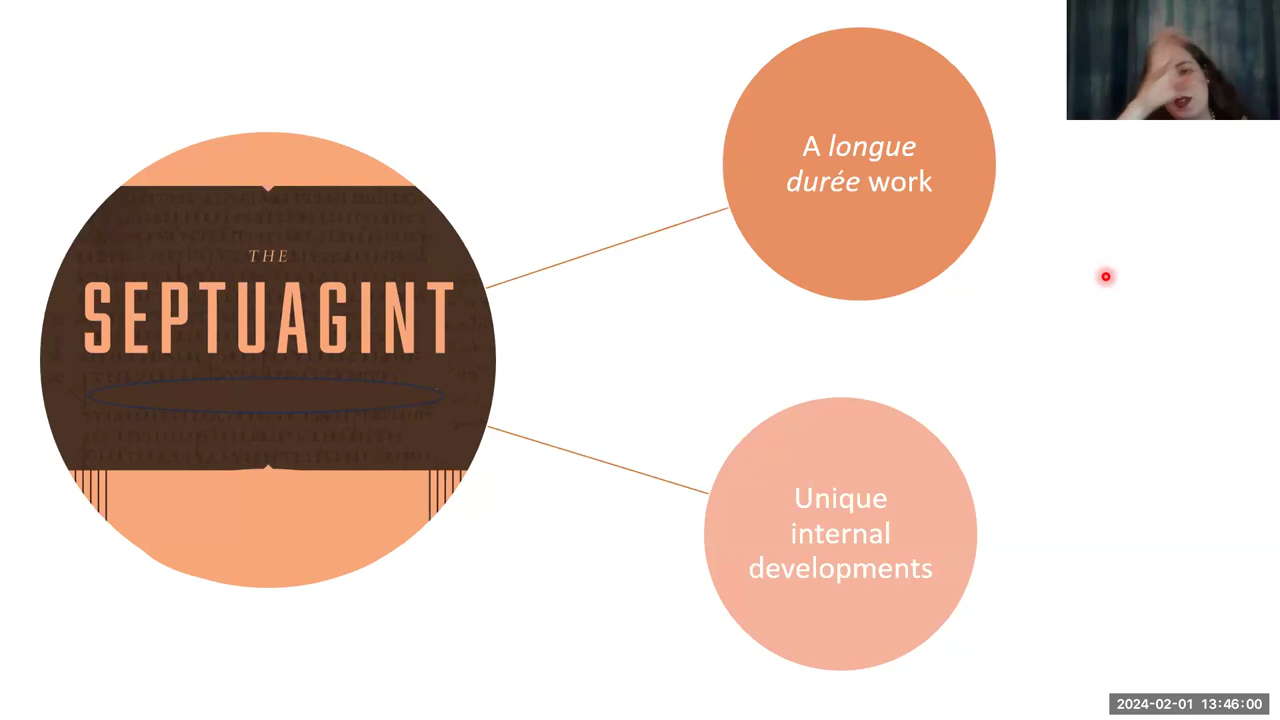 THE
SEPTUAGINT
A longue
durée work
Unique
internal
developments
2024-02-01 13:46:00